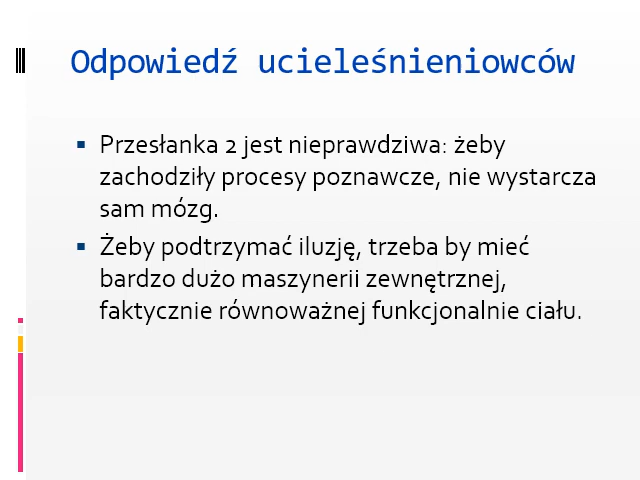 Odpowiedź ucieleśnieniowców
▪ Przesłanka 2 jest nieprawdziwa: żeby
zachodziły procesy poznawcze, nie wystarcza
sam mózg.
▪ Żeby podtrzymać iluzję, trzeba by mieć
bardzo dużo maszynerii zewnętrznej,
faktycznie równoważnej funkcjonalnie ciału.